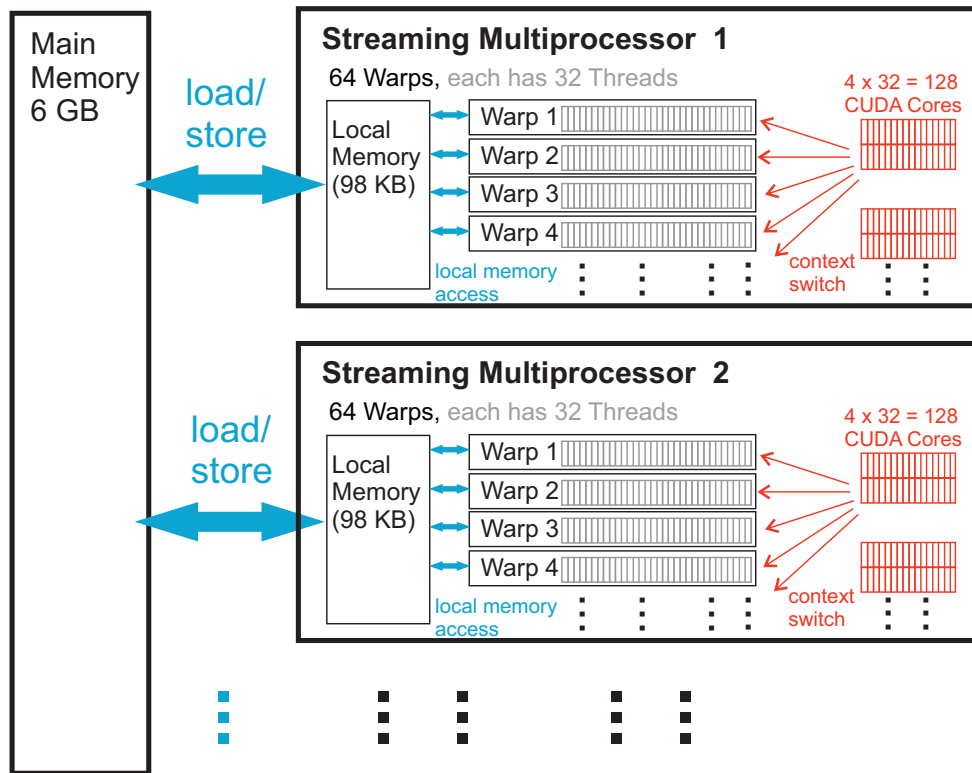 Main
Memory
6 GB
load/
store
Streaming Multiprocessor 1
64 Warps, each has 32 Threads
Local
Memory
(98 KB)
Warp 1
Warp 2
Warp 3
Warp 4
local memory
access
4 x 32 = 128
CUDA Cores
context
switch
load/
store
Streaming Multiprocessor 2
64 Warps, each has 32 Threads
Local
Memory
(98 KB)
Warp 1
Warp 2
Warp 3
Warp 4
local memory
access
4 x 32 = 128
CUDA Cores
context
switch